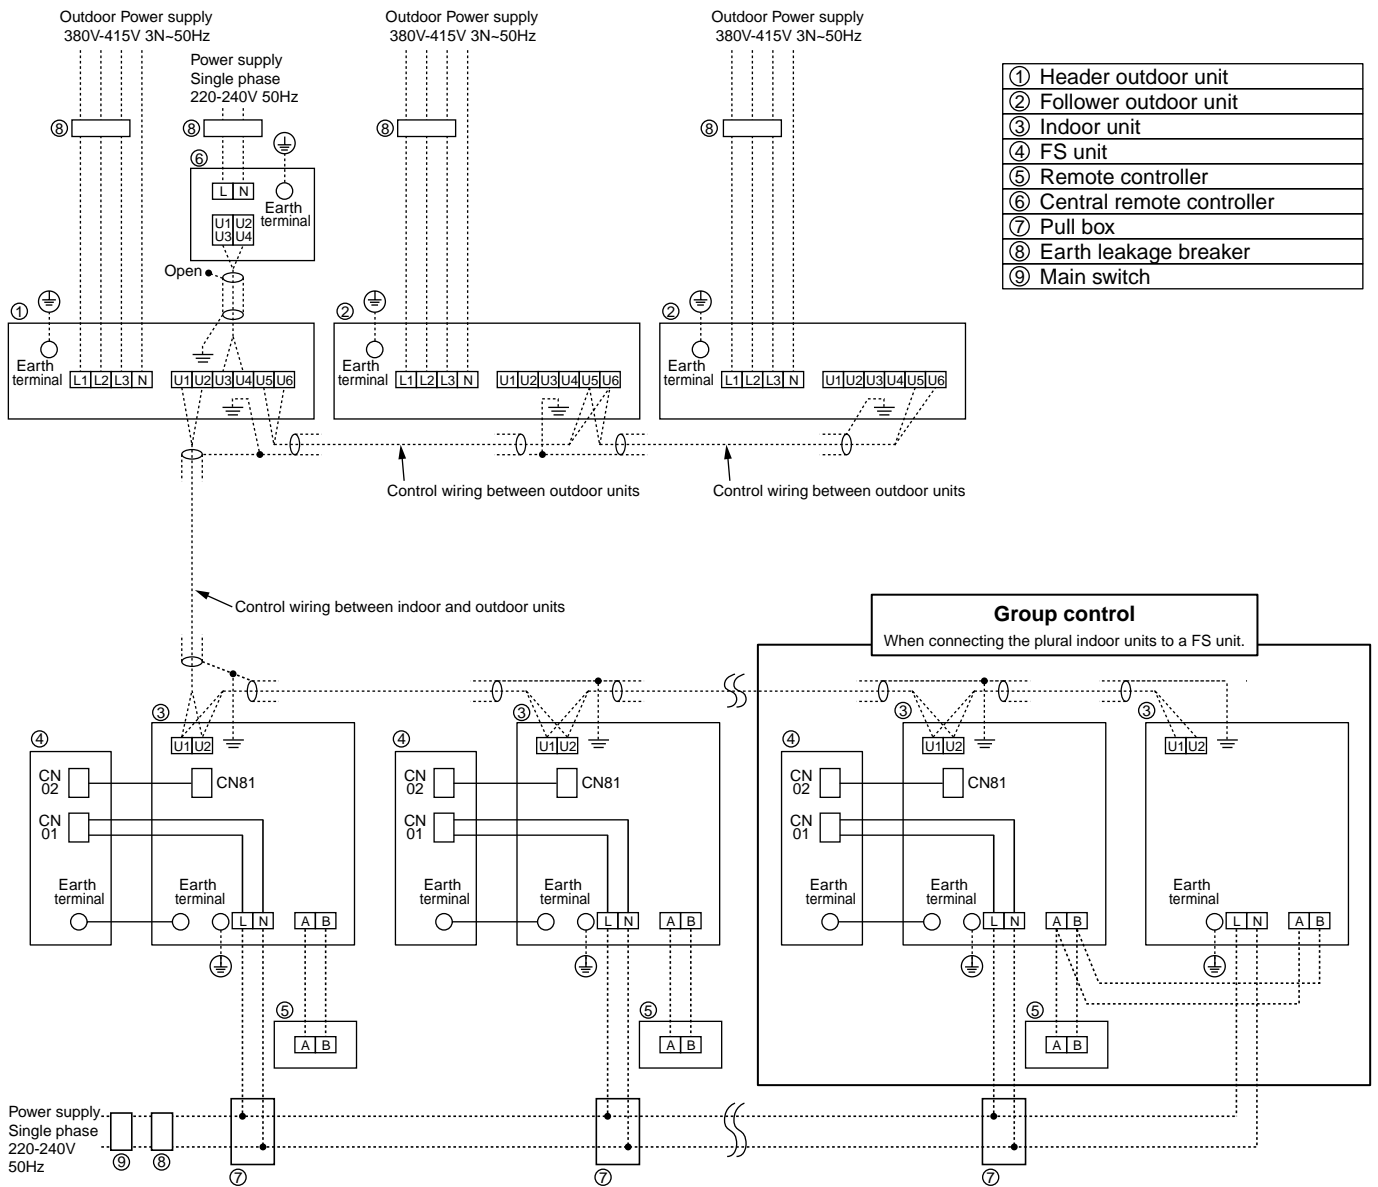 Outdoor Power supply
380V-415V 3N~50Hz
Power supply
Single phase
220-240V 50Hz
Outdoor Power supply
380V-415V 3N~50Hz
Outdoor Power supply
380V-415V 3N~50Hz
① Header outdoor unit
② Follower outdoor unit
③ Indoor unit
④ FS unit
⑤ Remote controller
⑥ Central remote controller
⑦ Pull box
⑧ Earth leakage breaker
⑨ Main switch
⑧
⑧
⑧
⑧
⑥
L N
Earth
terminal
U1 U2
U3 U4
Open
①
Earth
terminal
L1 L2 L3 N
U1 U2 U3 U4 U5 U6
②
Earth
terminal
L1 L2 L3 N
U1 U2 U3 U4 U5 U6
②
Earth
terminal
L1 L2 L3 N
U1 U2 U3 U4 U5 U6
Control wiring between outdoor units
Control wiring between outdoor units
Control wiring between indoor and outdoor units
Group control
When connecting the plural indoor units to a FS unit.
④
CN
02
CN
01
Earth
terminal
③
U1 U2
CN81
Earth
terminal
L N
A B
⑤
A B
④
CN
02
CN
01
Earth
terminal
③
U1 U2
CN81
Earth
terminal
L N
A B
⑤
A B
④
CN
02
CN
01
Earth
terminal
③
U1 U2
CN81
Earth
terminal
L N
A B
⑤
A B
③
U1 U2
Earth
terminal
L N
A B
Power supply
Single phase
220-240V
50Hz
⑨
⑧
⑦
⑦
⑦